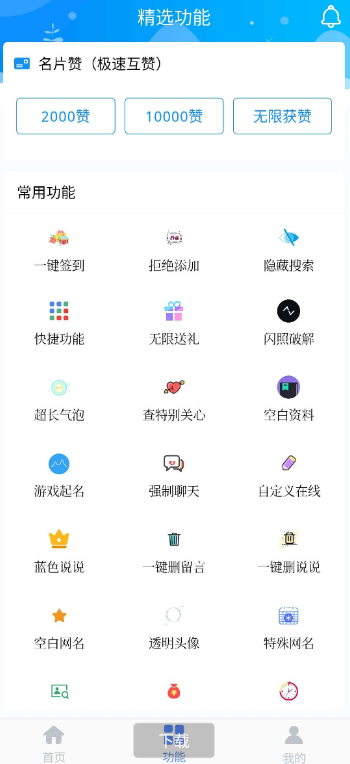 精选功能
名片赞（极速互赞）
2000赞 10000赞 无限获赞
常用功能
一键签到 拒绝添加 隐藏搜索
快捷功能 无限送礼 闪照破解
超长气泡 查特别关心 空白资料
游戏起名 强制聊天 自定义在线
蓝色说说 一键删留言 一键删说说
空白网名 透明头像 特殊网名
下载
首页 功能 我的